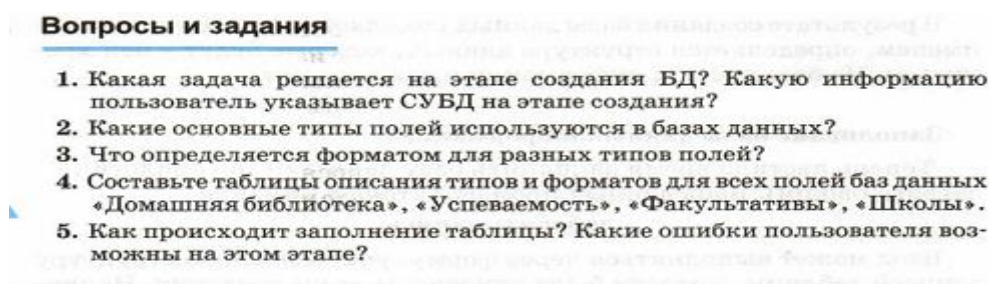 Вопросы и задания
1. Какая задача решается на этапе создания БД? Какую информацию
пользователь указывает СУБД на этапе создания?
2. Какие основные типы полей используются в базах данных?
3. Что определяется форматом для разных типов полей?
4. Составьте таблицы описания типов и форматов для всех полей баз данных
«Домашняя библиотека», «Успеваемость», «Факультативы», «Школы».
5. Как происходит заполнение таблицы? Какие ошибки пользователя воз-
можны на этом этапе?